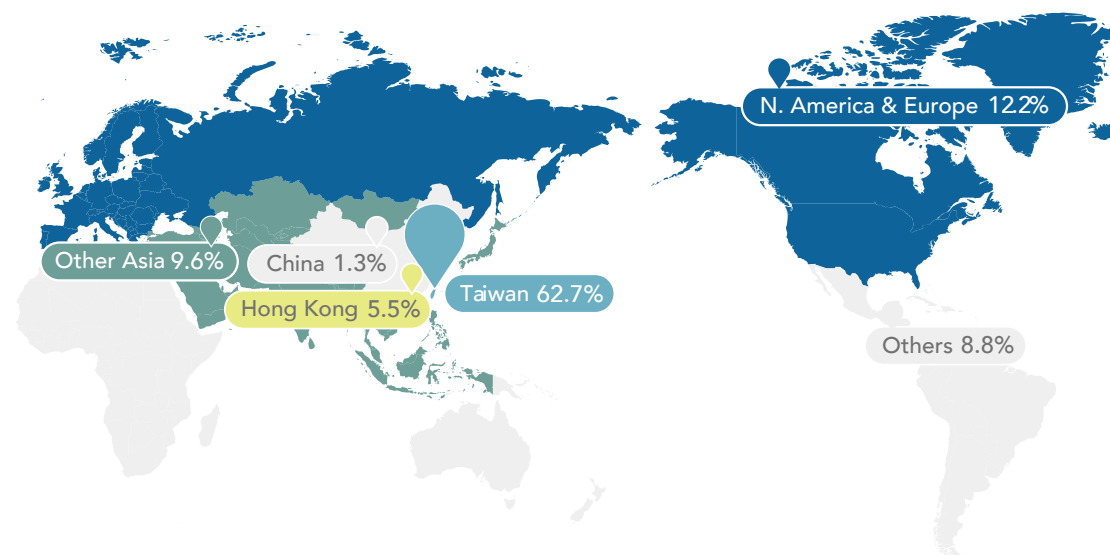 N. America & Europe 12.2%
Other Asia 9.6%
China 1.3%
Taiwan 62.7%
Hong Kong 5.5%
Others 8.8%